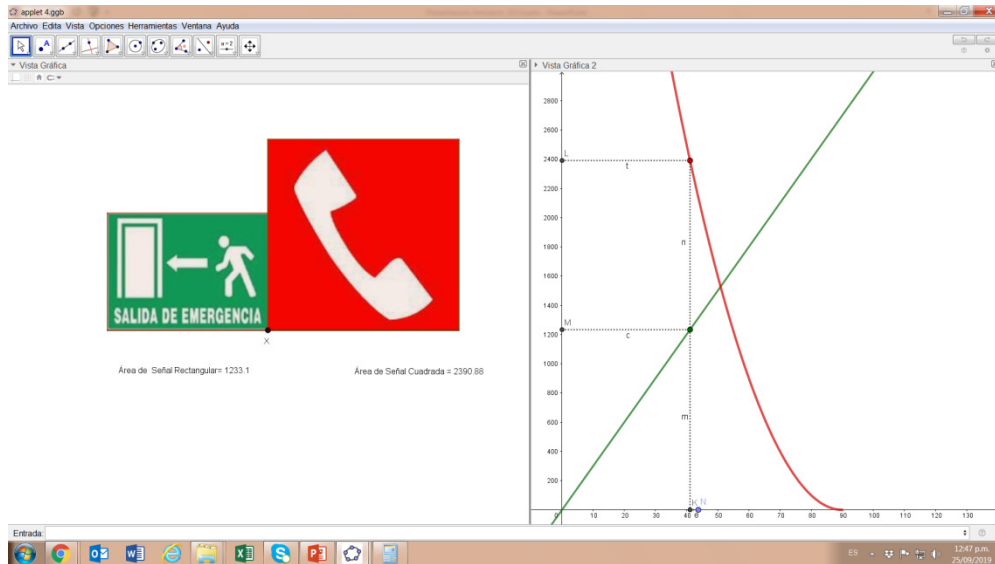 applet 4.ggb
Archivo Edita Vista Opciones Herramientas Ventana Ayuda
A
a=2
Vista Gráfica
Vista Gráfica 2
SALIDA DE EMERGENCIA
X
Área de Señal Rectangular= 1233.1
Área de Señal Cuadrada = 2390.88
2800
2600
2400
2200
2000
1800
1600
1400
1200
1000
800
600
400
200
L
t
n
M
c
m
K N
0 10 20 30 40 6 50 60 70 80 90 100 110 120 130
Entrada:
ES
12:47 p.m.
25/09/2019